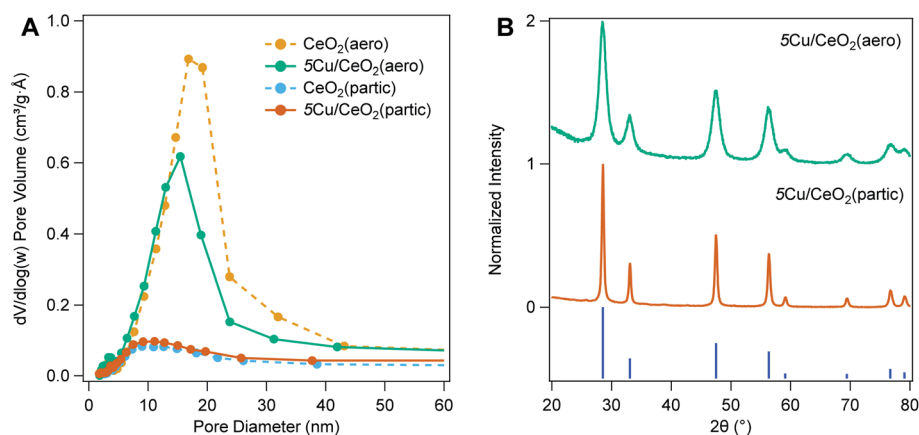 A
dV/dlog(w) Pore Volume (cm³/g·Å)
1.0
0.8
0.6
0.4
0.2
0.0
0
10
20
30
40
50
60
Pore Diameter (nm)
CeO₂(aero)
5Cu/CeO₂(aero)
CeO₂(partic)
5Cu/CeO₂(partic)
B
Normalized Intensity
2
1
0
5Cu/CeO₂(aero)
5Cu/CeO₂(partic)
20
30
40
50
60
70
80
2θ (°)